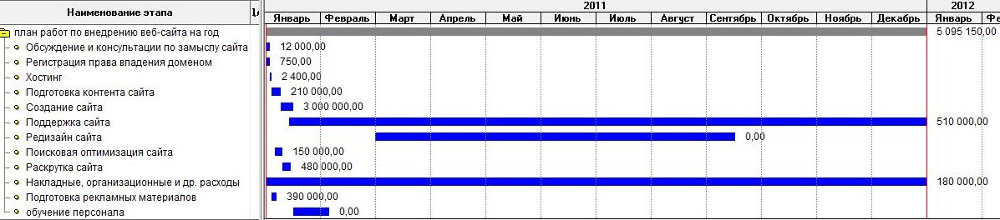 Наименование этапа
2011
2012
Январь Февраль Март Апрель Май Июнь Июль Август Сентябрь Октябрь Ноябрь Декабрь Январь Фе
план работ по внедрению веб-сайта на год 5 095 150,00
Обсуждение и консультации по замыслу сайта 12 000,00
Регистрация права владения доменом 750,00
Хостинг 2 400,00
Подготовка контента сайта 210 000,00
Создание сайта 3 000 000,00
Поддержка сайта 510 000,00
Редизайн сайта 0,00
Поисковая оптимизация сайта 150 000,00
Раскрутка сайта 480 000,00
Накладные, организационные и др. расходы 180 000,00
Подготовка рекламных материалов 390 000,00
обучение персонала 0,00